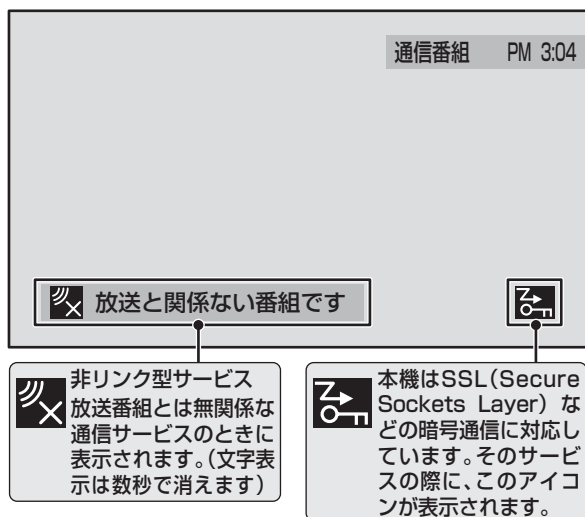 通信番組 PM 3:04
放送と関係ない番組です
非リンク型サービス
放送番組とは無関係な
通信サービスのときに
表示されます。(文字表
示は数秒で消えます)
本機はSSL(Secure
Sockets Layer) な
どの暗号通信に対応し
ています。そのサービ
スの際に、このアイコ
ンが表示されます。